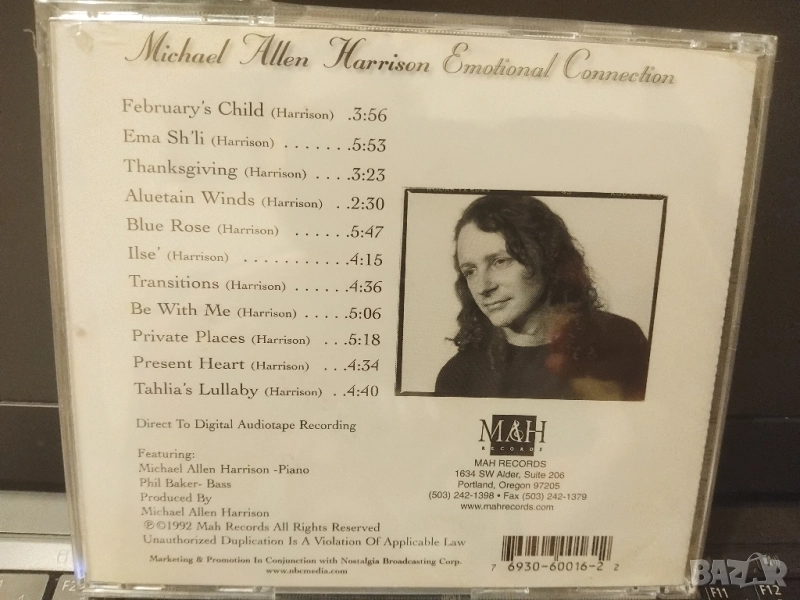 Michael Allen Harrison Emotional Connection
February's Child (Harrison) .3:56
Ema Sh'li (Harrison) . . . . . . .5:53
Thanksgiving (Harrison) . . . .3:23
Aluetain Winds (Harrison) . .2:30
Blue Rose (Harrison) . . . . . .5:47
Ilse' (Harrison) . . . . . . . . . . .4:15
Transitions (Harrison) . . . . .4:36
Be With Me (Harrison) . . . . .5:06
Private Places (Harrison) . . .5:18
Present Heart (Harrison) . . .4:34
Tahlia's Lullaby (Harrison) . .4:40
Direct To Digital Audiotape Recording
Featuring:
Michael Allen Harrison -Piano
Phil Baker- Bass
Produced By
Michael Allen Harrison
℗©1992 Mah Records All Rights Reserved
Unauthorized Duplication Is A Violation Of Applicable Law
Marketing & Promotion In Conjunction with Nostalgia Broadcasting Corp.
www.nbcmedia.com
M&H
RECORDS
MAH RECORDS
1634 SW Alder, Suite 206
Portland, Oregon 97205
(503) 242-1398 • Fax (503) 242-1379
www.mahrecords.com
7 6930-60016-2 2
BAZAR
F2
F11
F12